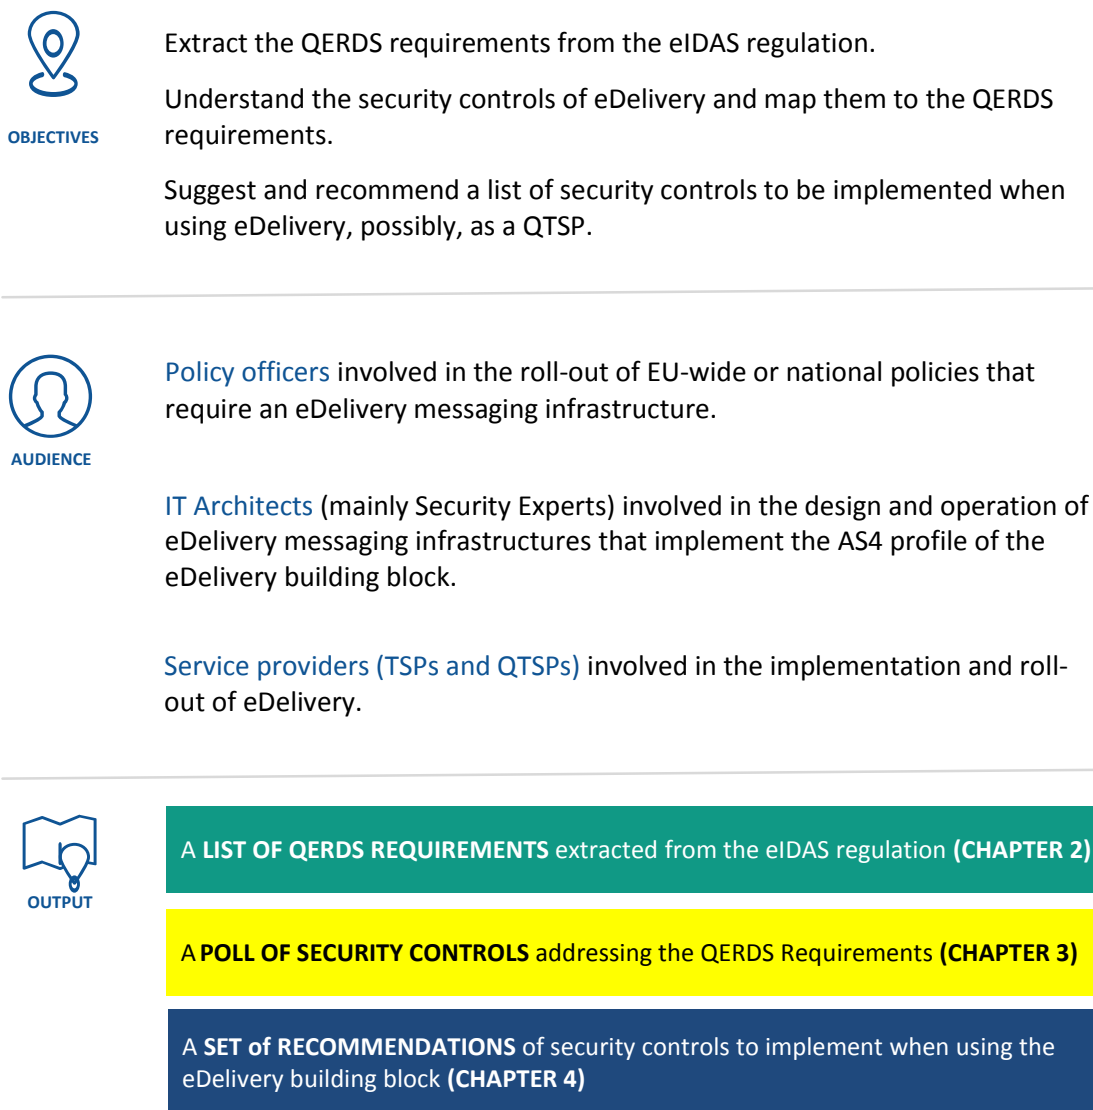 Extract the QERDS requirements from the eIDAS regulation.
Understand the security controls of eDelivery and map them to the QERDS
requirements.
OBJECTIVES
Suggest and recommend a list of security controls to be implemented when
using eDelivery, possibly, as a QTSP.
Policy officers involved in the roll-out of EU-wide or national policies that
require an eDelivery messaging infrastructure.
AUDIENCE
IT Architects (mainly Security Experts) involved in the design and operation of
eDelivery messaging infrastructures that implement the AS4 profile of the
eDelivery building block.
Service providers (TSPs and QTSPs) involved in the implementation and roll-
out of eDelivery.
A LIST OF QERDS REQUIREMENTS extracted from the eIDAS regulation (CHAPTER 2)
OUTPUT
A POLL OF SECURITY CONTROLS addressing the QERDS Requirements (CHAPTER 3)
A SET of RECOMMENDATIONS of security controls to implement when using the
eDelivery building block (CHAPTER 4)